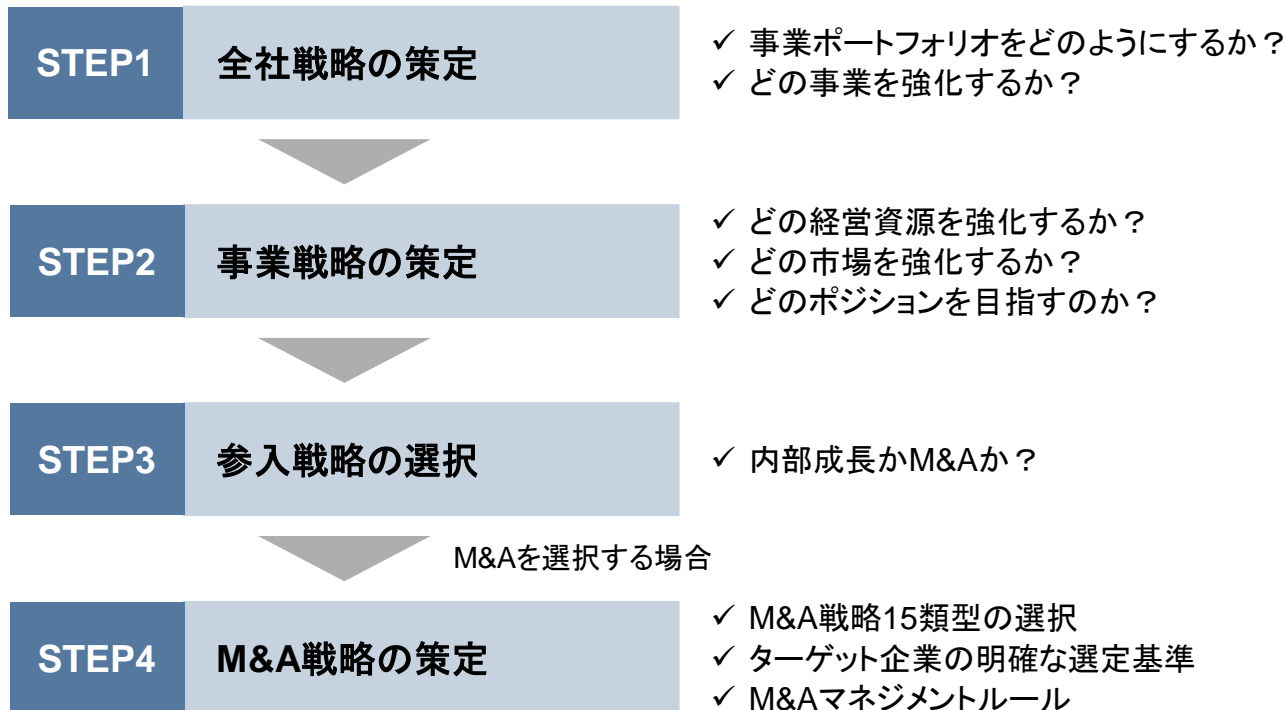 STEP1
全社戦略の策定
✓ 事業ポートフォリオをどのようにするか？
✓ どの事業を強化するか？
STEP2
事業戦略の策定
✓ どの経営資源を強化するか？
✓ どの市場を強化するか？
✓ どのポジションを目指すのか？
STEP3
参入戦略の選択
✓ 内部成長かM&Aか？
M&Aを選択する場合
STEP4
M&A戦略の策定
✓ M&A戦略15類型の選択
✓ ターゲット企業の明確な選定基準
✓ M&Aマネジメントルール